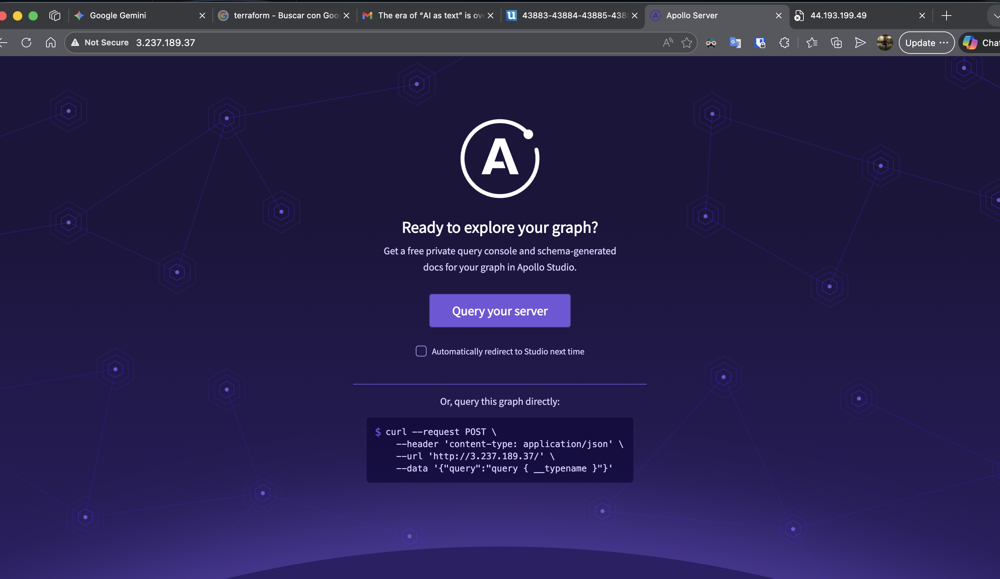 Google Gemini
terraform - Buscar con Goo
The era of “AI as text” is ov
43883-43884-43885-438
Apollo Server
44.193.199.49
Not Secure 3.237.189.37
Update
A
Ready to explore your graph?
Get a free private query console and schema-generated
docs for your graph in Apollo Studio.
Query your server
Automatically redirect to Studio next time
Or, query this graph directly:
$ curl --request POST \
--header 'content-type: application/json' \
--url 'http://3.237.189.37/' \
--data '{"query":"query { __typename }"}'